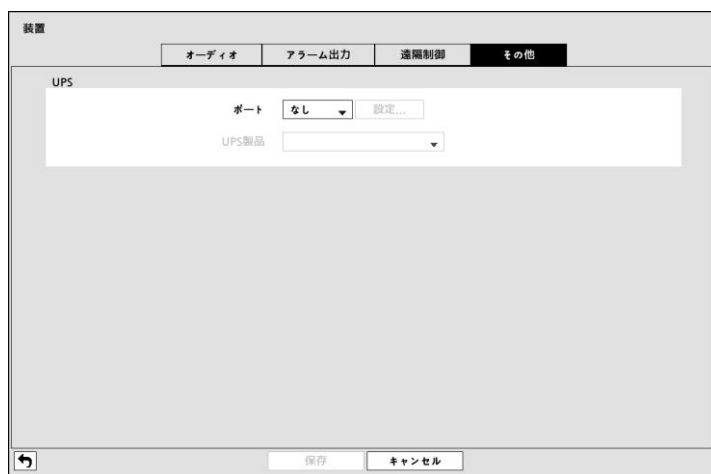 装置
オーディオ アラーム出力 遠隔制御 その他
UPS
ポート なし 設定...
UPS製品
保存 キャンセル